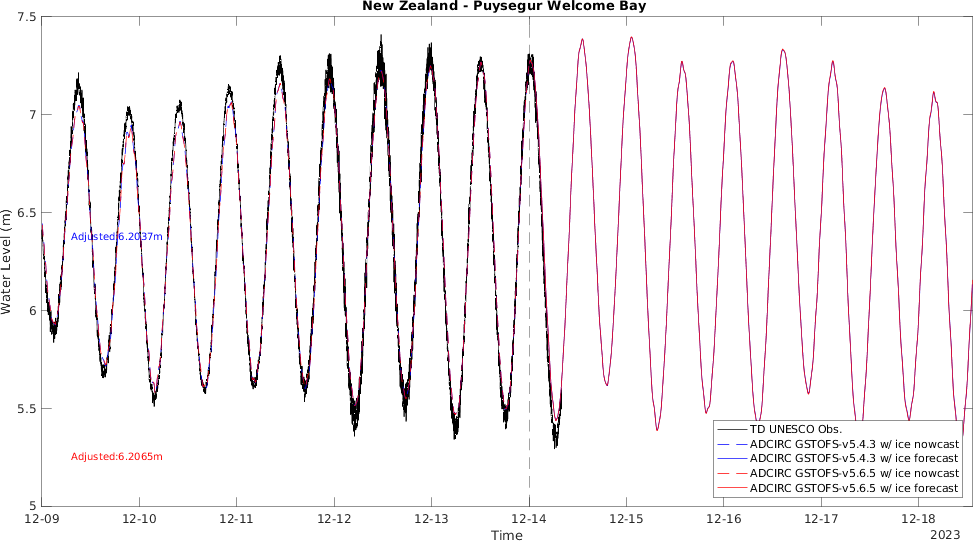 New Zealand - Puysegur Welcome Bay
7.5
7
6.5
6
5.5
5
Water Level (m)
Adjusted:6.2037m
Adjusted:6.2065m
TD UNESCO Obs.
ADCIRC GSTOFS-v5.4.3 w/ ice nowcast
ADCIRC GSTOFS-v5.4.3 w/ ice forecast
ADCIRC GSTOFS-v5.6.5 w/ ice nowcast
ADCIRC GSTOFS-v5.6.5 w/ ice forecast
12-09 12-10 12-11 12-12 12-13 12-14 12-15 12-16 12-17 12-18
Time
2023